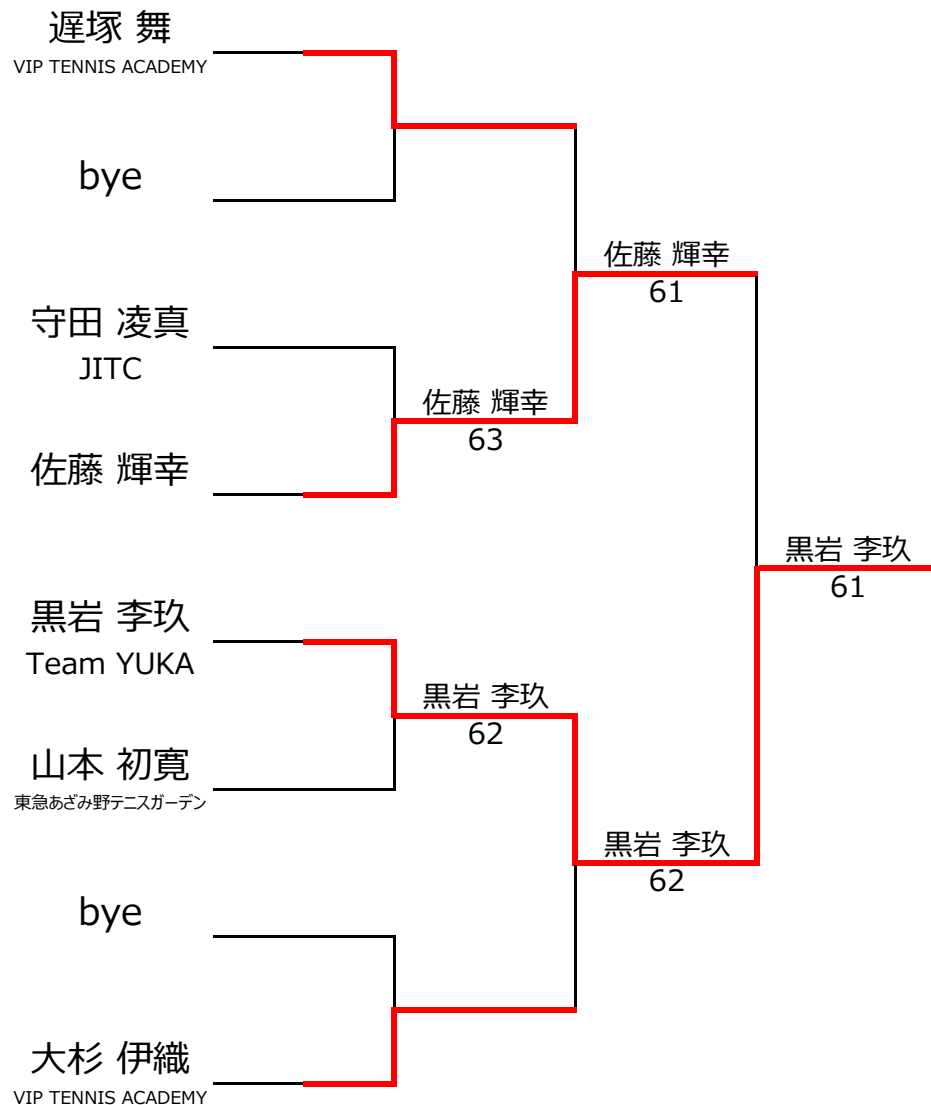 遅塚 舞
VIP TENNIS ACADEMY
bye
佐藤 輝幸
61
守田 凌真
JITC
佐藤 輝幸
63
佐藤 輝幸
黒岩 李玖
61
黒岩 李玖
Team YUKA
黒岩 李玖
62
山本 初寛
東急あざみ野テニスガーデン
黒岩 李玖
62
bye
大杉 伊織
VIP TENNIS ACADEMY